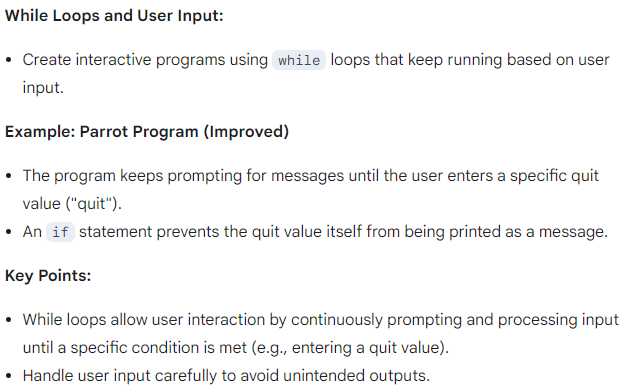 While Loops and User Input:
• Create interactive programs using while loops that keep running based on user
input.
Example: Parrot Program (Improved)
• The program keeps prompting for messages until the user enters a specific quit
value ("quit").
• An if statement prevents the quit value itself from being printed as a message.
Key Points:
• While loops allow user interaction by continuously prompting and processing input
until a specific condition is met (e.g., entering a quit value).
• Handle user input carefully to avoid unintended outputs.